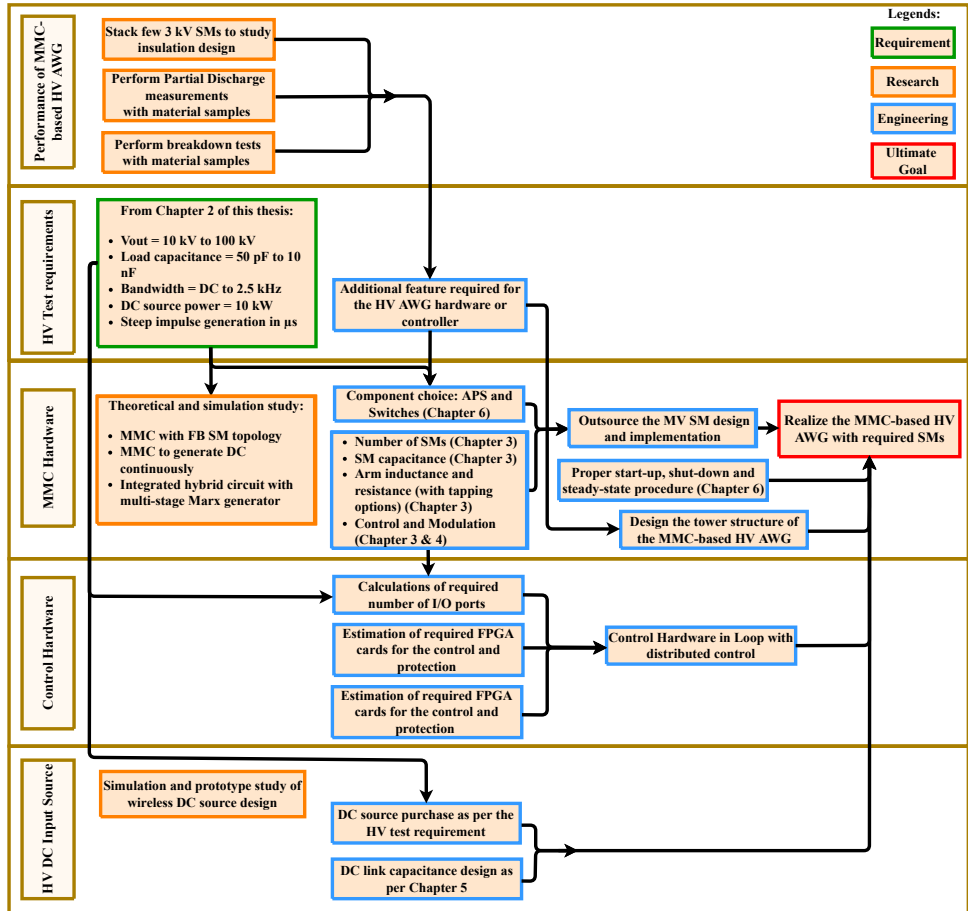 Performance of MMC-
based HV AWG
Stack few 3 kV SMs to study
insulation design
Perform Partial Discharge
measurements
with material samples
Perform breakdown tests
with material samples
Legends:
Requirement
Research
Engineering
Ultimate
Goal
HV Test requirements
From Chapter 2 of this thesis:
• Vout = 10 kV to 100 kV
• Load capacitance = 50 pF to 10
nF
• Bandwidth = DC to 2.5 kHz
• DC source power = 10 kW
• Steep impulse generation in µs
Additional feature required for
the HV AWG hardware or
controller
MMC Hardware
Theoretical and simulation study:
• MMC with FB SM topology
• MMC to generate DC
continuously
• Integrated hybrid circuit with
multi-stage Marx generator
Component choice: APS and
Switches (Chapter 6)
• Number of SMs (Chapter 3)
• SM capacitance (Chapter 3)
• Arm inductance and
resistance (with tapping
options) (Chapter 3)
• Control and Modulation
(Chapter 3 & 4)
Outsource the MV SM design
and implementation
Proper start-up, shut-down and
steady-state procedure (Chapter 6)
Design the tower structure of
the MMC-based HV AWG
Realize the MMC-based HV
AWG with required SMs
Control Hardware
Calculations of required
number of I/O ports
Estimation of required FPGA
cards for the control and
protection
Estimation of required FPGA
cards for the control and
protection
Control Hardware in Loop with
distributed control
HV DC Input Source
Simulation and prototype study of
wireless DC source design
DC source purchase as per the
HV test requirement
DC link capacitance design as
per Chapter 5